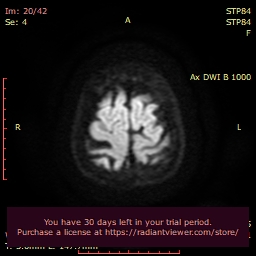 Im: 20/42
Se: 4
A
STP84
STP84
F
Ax DWI B 1000
R
L
You have 30 days left in your trial period.
Purchase a license at https://radiantviewer.com/store/